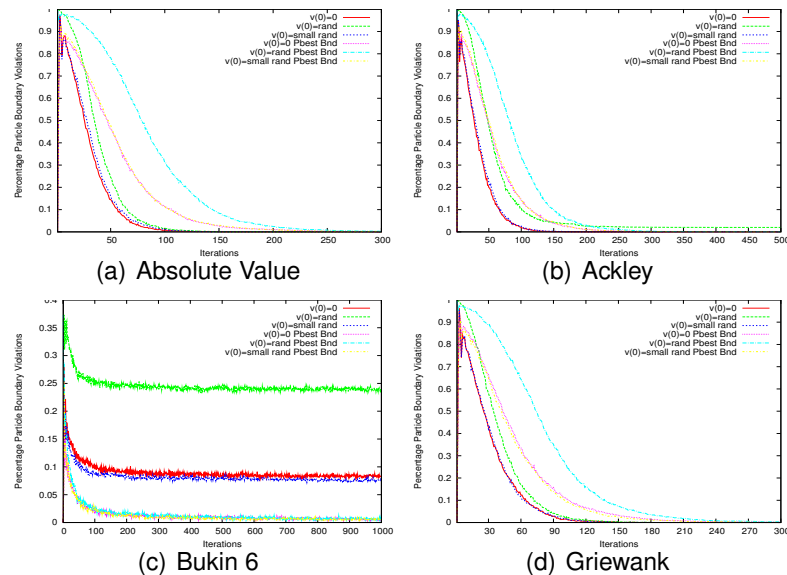 Percentage Particle Boundary Violations
1
0.9
0.8
0.7
0.6
0.5
0.4
0.3
0.2
0.1
0
50
100
150
200
250
300
Iterations
v(0)=0
v(0)=rand
v(0)=small rand
v(0)=0 Pbest Bnd
v(0)=rand Pbest Bnd
v(0)=small rand Pbest Bnd
(a) Absolute Value
Percentage Particle Boundary Violations
1
0.9
0.8
0.7
0.6
0.5
0.4
0.3
0.2
0.1
0
50
100
150
200
250
300
350
400
450
500
Iterations
v(0)=0
v(0)=rand
v(0)=small rand
v(0)=0 Pbest Bnd
v(0)=rand Pbest Bnd
v(0)=small rand Pbest Bnd
(b) Ackley
Percentage Particle Boundary Violations
0.4
0.35
0.3
0.25
0.2
0.15
0.1
0.05
0
0
100
200
300
400
500
600
700
800
900
1000
Iterations
v(0)=0
v(0)=rand
v(0)=small rand
v(0)=0 Pbest Bnd
v(0)=rand Pbest Bnd
v(0)=small rand Pbest Bnd
(c) Bukin 6
Percentage Particle Boundary Violations
1
0.9
0.8
0.7
0.6
0.5
0.4
0.3
0.2
0.1
0
30
60
90
120
150
180
210
240
270
300
Iterations
v(0)=0
v(0)=rand
v(0)=small rand
v(0)=0 Pbest Bnd
v(0)=rand Pbest Bnd
v(0)=small rand Pbest Bnd
(d) Griewank